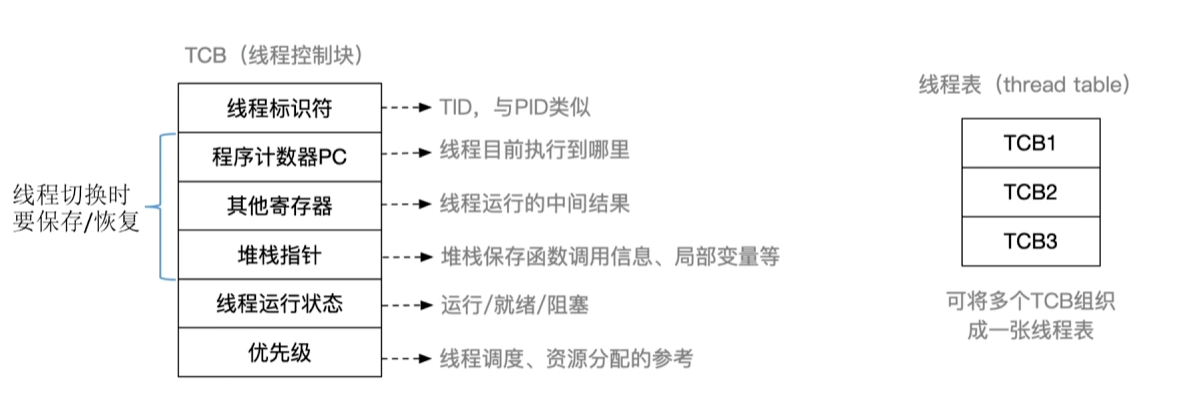 TCB（线程控制块）
线程标识符
TID，与PID类似
程序计数器PC
线程目前执行到哪里
其他寄存器
线程运行的中间结果
堆栈指针
堆栈保存函数调用信息、局部变量等
线程运行状态
运行/就绪/阻塞
优先级
线程调度、资源分配的参考
线程切换时
要保存/恢复
线程表（thread table）
TCB1
TCB2
TCB3
可将多个TCB组织
成一张线程表